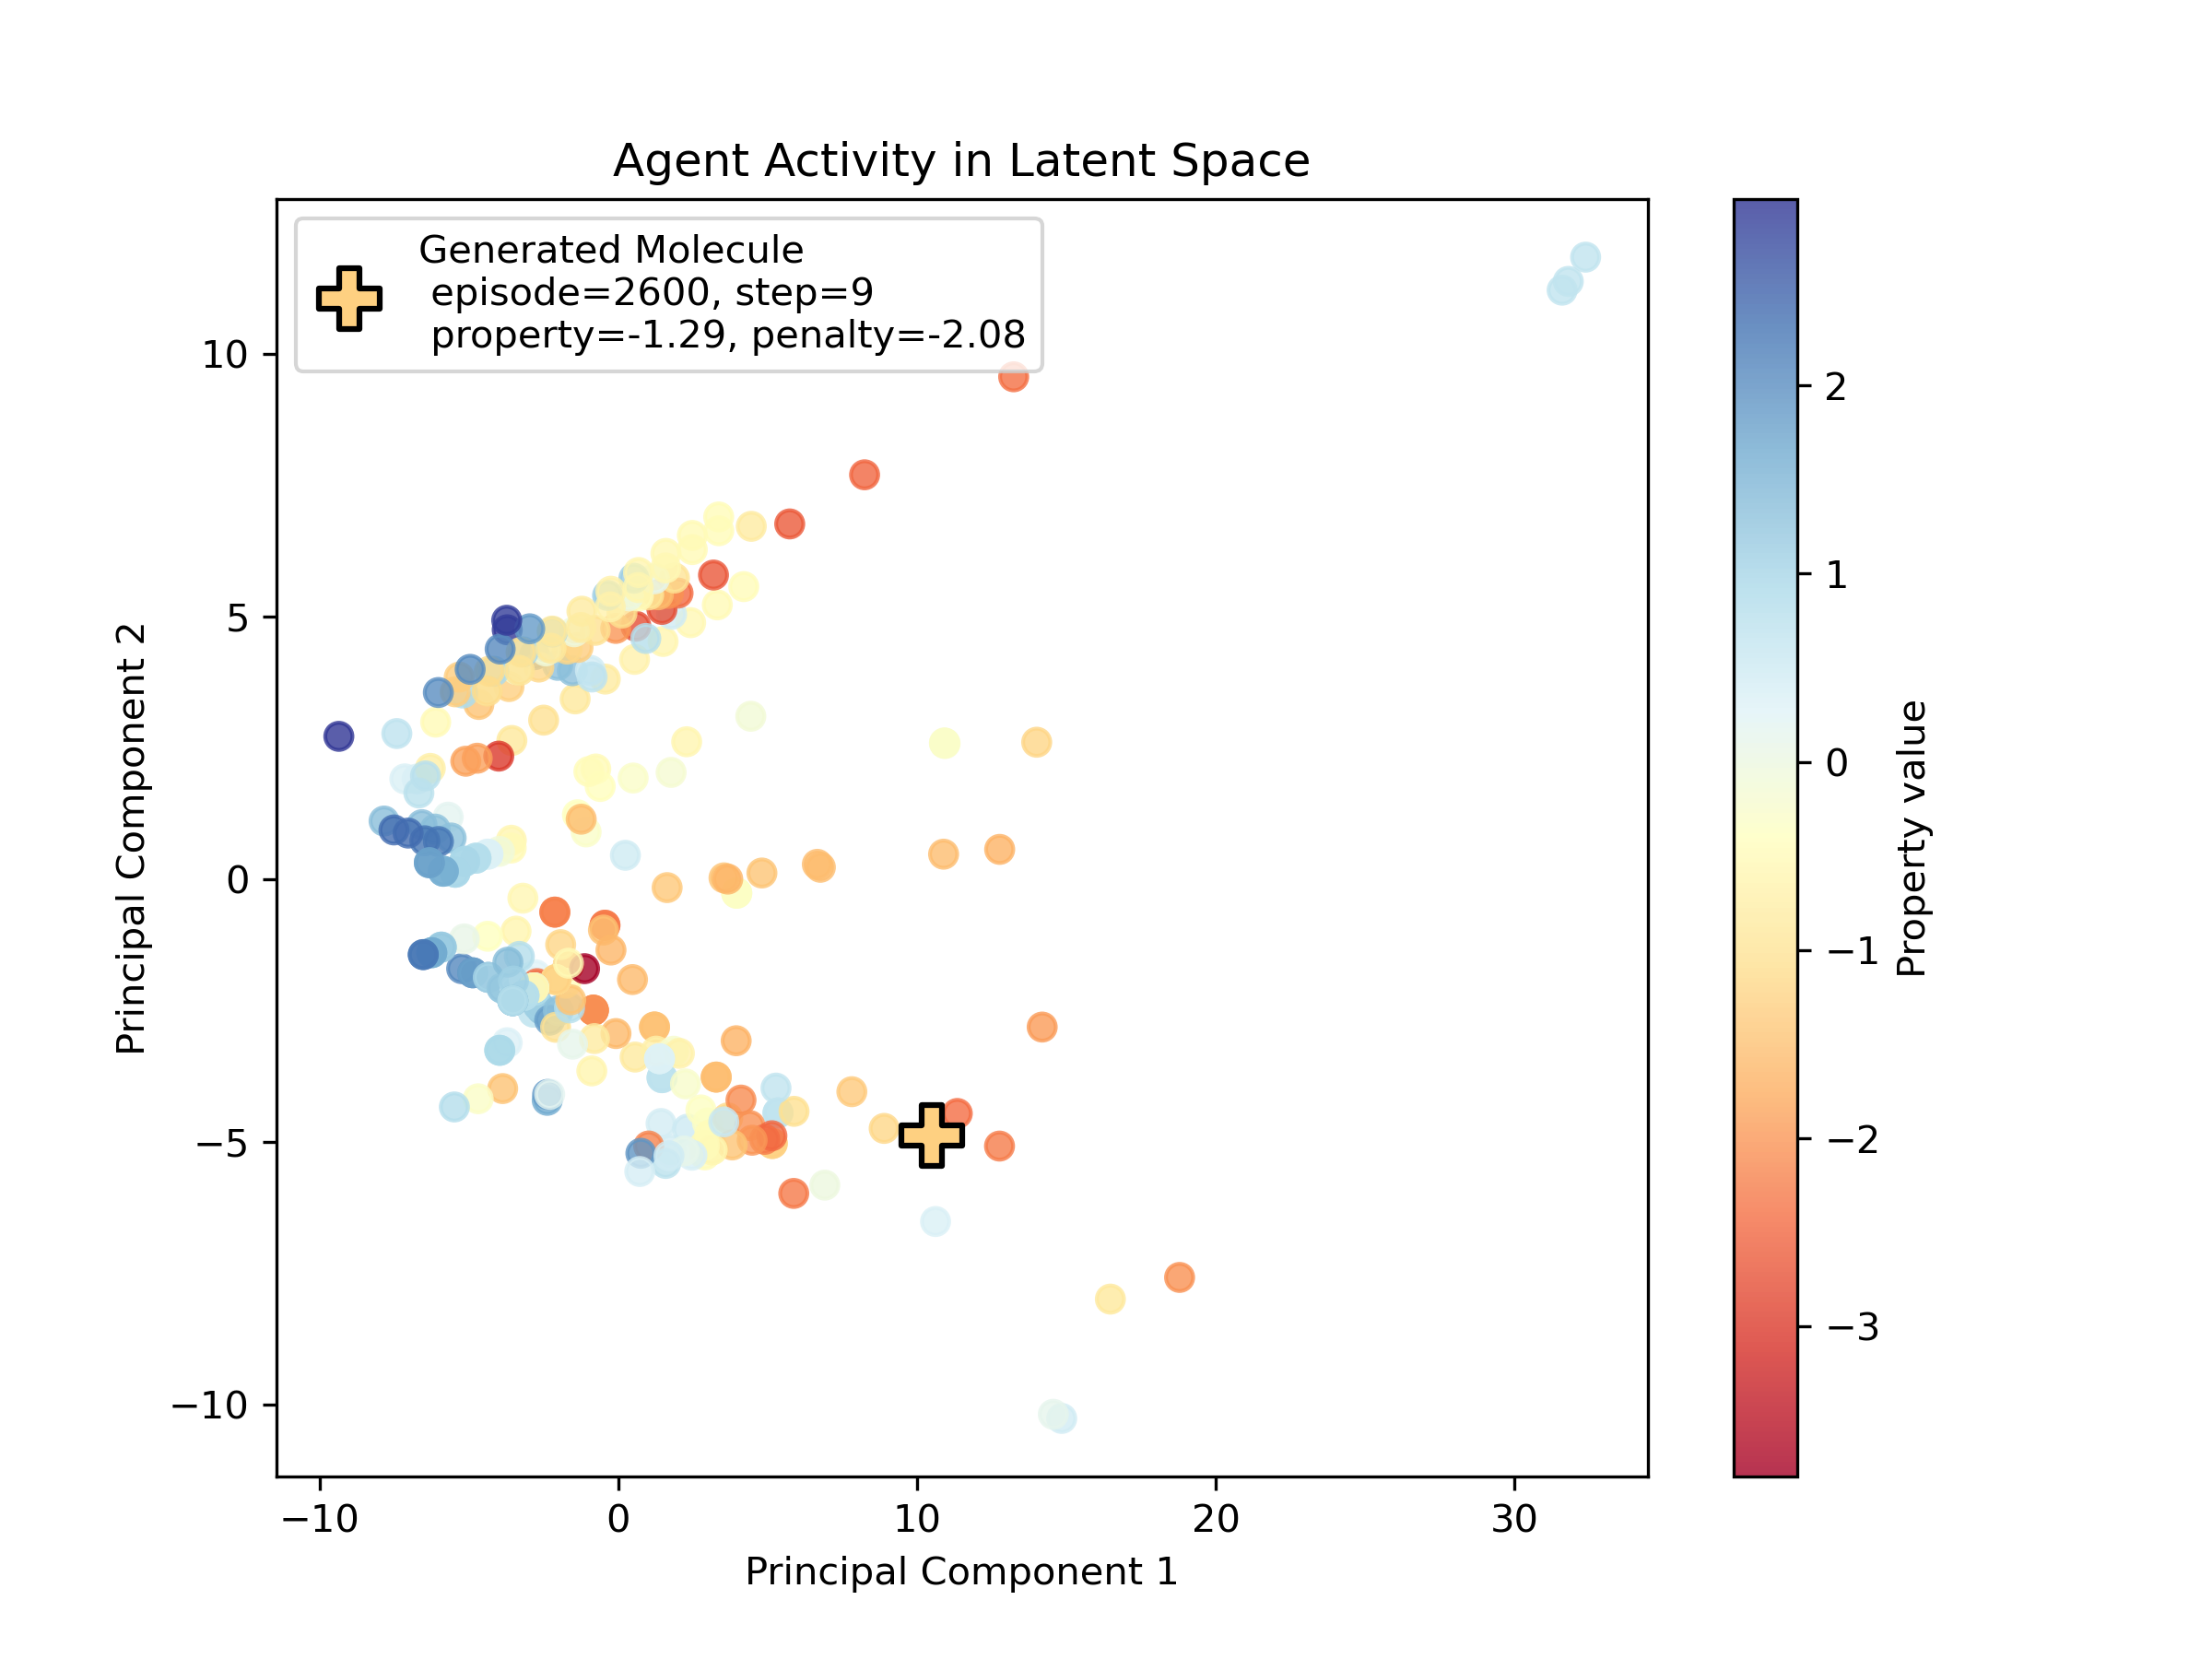 Agent Activity in Latent Space
Generated Molecule
episode=2600, step=9
property=-1.29, penalty=-2.08
Principal Component 2
10
5
0
−5
−10
−10
0
10
20
30
Principal Component 1
2
1
0
−1
−2
−3
Property value